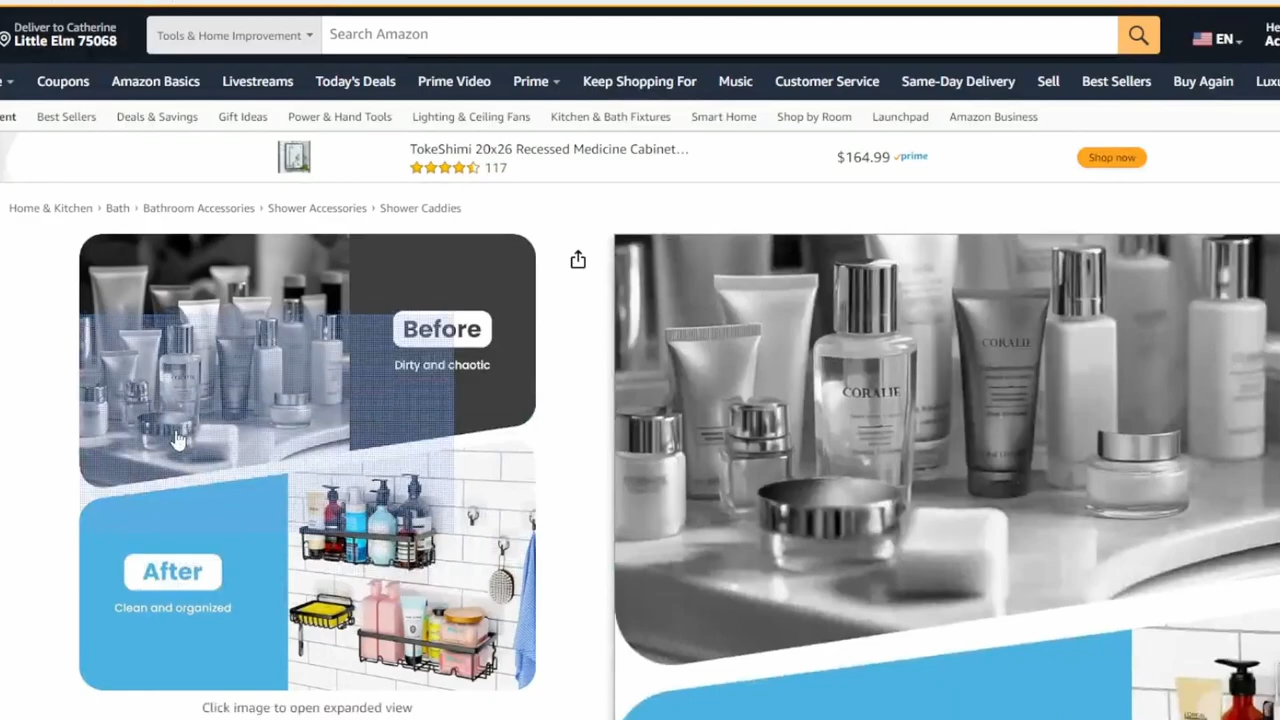 Deliver to Catherine
Little Elm 75068
Tools & Home Improvement
Search Amazon
EN
Coupons
Amazon Basics
Livestreams
Today's Deals
Prime Video
Prime
Keep Shopping For
Music
Customer Service
Same-Day Delivery
Sell
Best Sellers
Buy Again
Best Sellers
Deals & Savings
Gift Ideas
Power & Hand Tools
Lighting & Ceiling Fans
Kitchen & Bath Fixtures
Smart Home
Shop by Room
Launchpad
Amazon Business
TokeShimi 20x26 Recessed Medicine Cabinet...
117
$164.99 prime
Shop now
Home & Kitchen › Bath › Bathroom Accessories › Shower Accessories › Shower Caddies
Before
Dirty and chaotic
After
Clean and organized
Click image to open expanded view
CORALIE
CORALIE